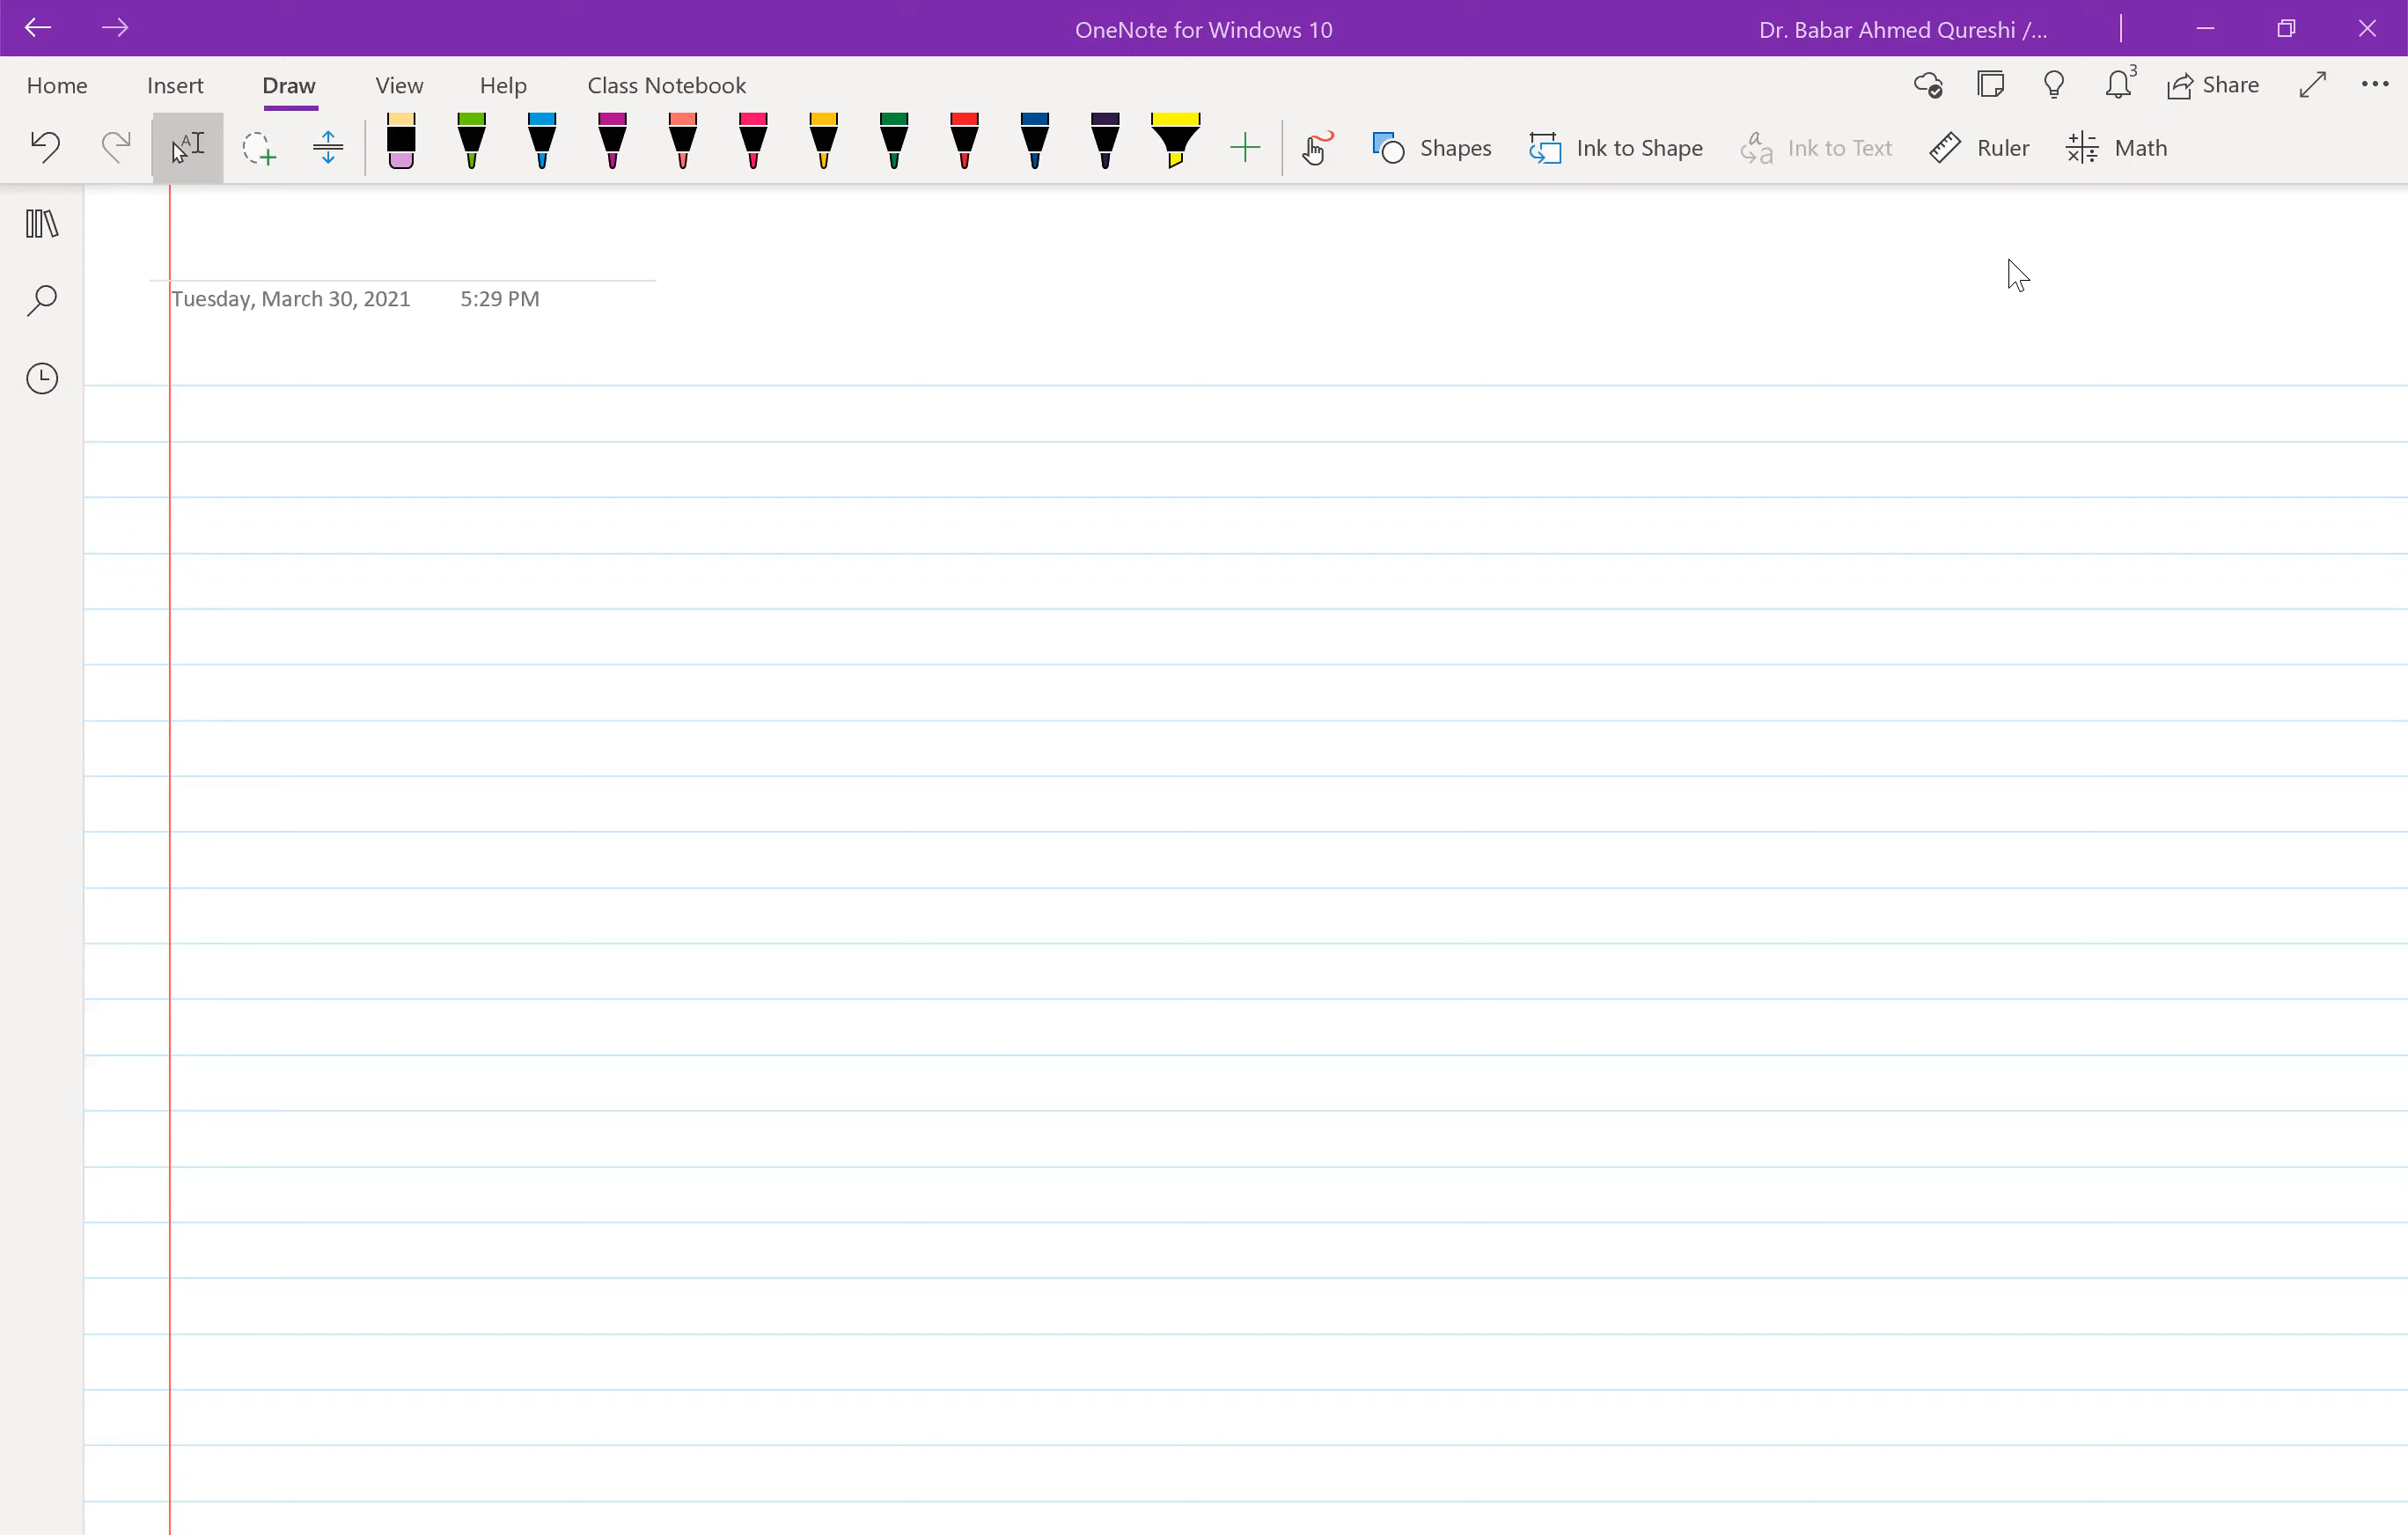 OneNote for Windows 10
Dr. Babar Ahmed Qureshi /...
Home Insert Draw View Help Class Notebook
3
Share
Shapes Ink to Shape Ink to Text Ruler Math
Tuesday, March 30, 2021 5:29 PM